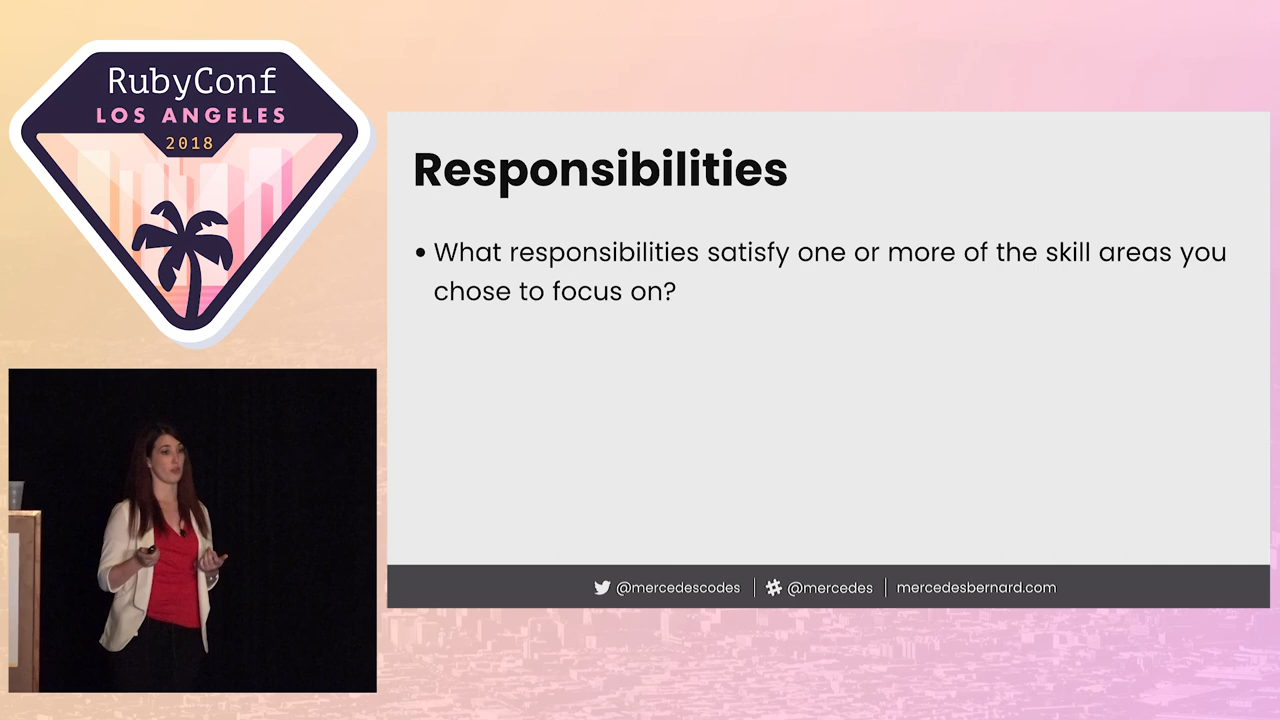 RubyConf
LOS ANGELES
2018
Responsibilities
• What responsibilities satisfy one or more of the skill areas you
chose to focus on?
@mercedescodes | @mercedes | mercedesbernard.com